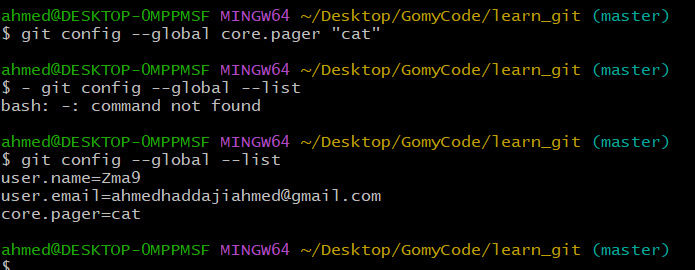 ahmed@DESKTOP-0MPPMSF MINGW64 ~/Desktop/GomyCode/learn_git (master)
$ git config --global core.pager "cat"
ahmed@DESKTOP-0MPPMSF MINGW64 ~/Desktop/GomyCode/learn_git (master)
$ - git config --global --list
bash: -: command not found
ahmed@DESKTOP-0MPPMSF MINGW64 ~/Desktop/GomyCode/learn_git (master)
$ git config --global --list
user.name=Zma9
user.email=ahmedhaddajiahmed@gmail.com
core.pager=cat
ahmed@DESKTOP-0MPPMSF MINGW64 ~/Desktop/GomyCode/learn_git (master)
$